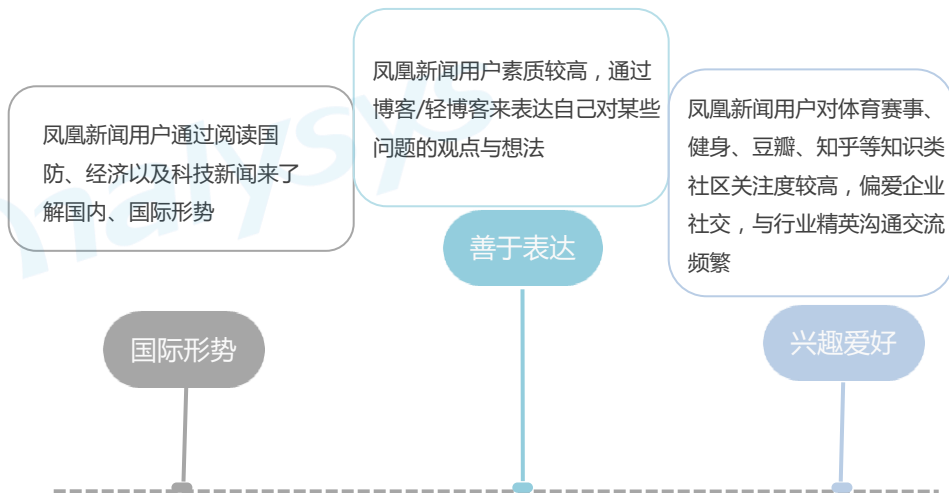 凤凰新闻用户通过阅读国
防、经济以及科技新闻来了
解国内、国际形势
国际形势
凤凰新闻用户素质较高，通过
博客/轻博客来表达自己对某些
问题的观点与想法
善于表达
凤凰新闻用户对体育赛事、
健身、豆瓣、知乎等知识类
社区关注度较高，偏爱企业
社交，与行业精英沟通交流
频繁
兴趣爱好
nalysys